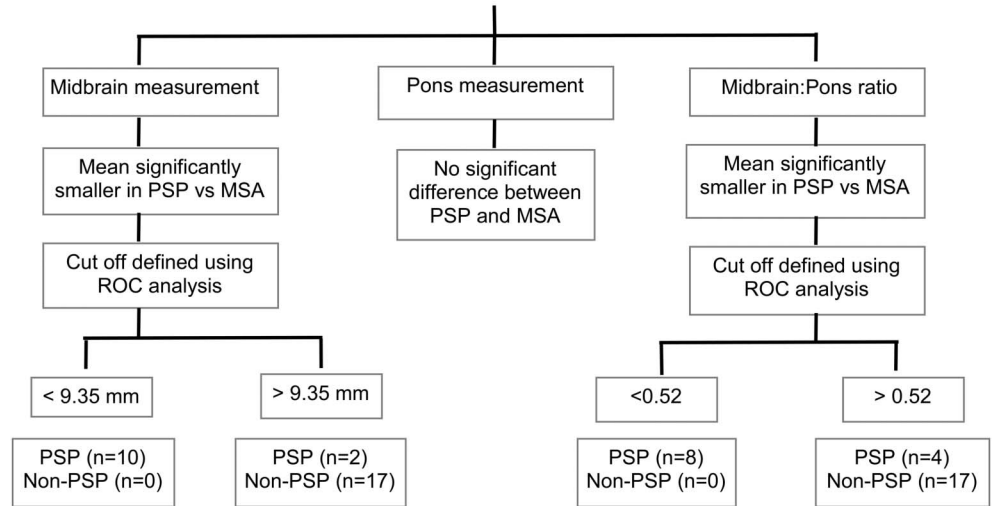 Midbrain measurement
Pons measurement
Midbrain:Pons ratio
Mean significantly
smaller in PSP vs MSA
No significant
difference between
PSP and MSA
Mean significantly
smaller in PSP vs MSA
Cut off defined using
ROC analysis
Cut off defined using
ROC analysis
< 9.35 mm
> 9.35 mm
<0.52
> 0.52
PSP (n=10)
Non-PSP (n=0)
PSP (n=2)
Non-PSP (n=17)
PSP (n=8)
Non-PSP (n=0)
PSP (n=4)
Non-PSP (n=17)